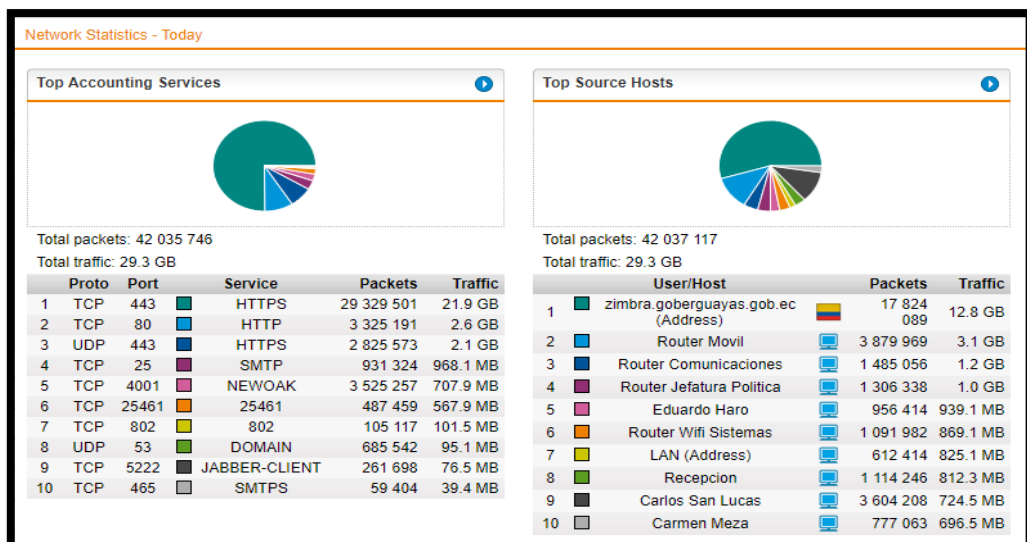 Network Statistics - Today
Top Accounting Services
Total packets: 42 035 746
Total traffic: 29.3 GB
Proto Port Service Packets Traffic
1 TCP 443 HTTPS 29 329 501 21.9 GB
2 TCP 80 HTTP 3 325 191 2.6 GB
3 UDP 443 HTTPS 2 825 573 2.1 GB
4 TCP 25 SMTP 931 324 968.1 MB
5 TCP 4001 NEWOAK 3 525 257 707.9 MB
6 TCP 25461 25461 487 459 567.9 MB
7 TCP 802 802 105 117 101.5 MB
8 UDP 53 DOMAIN 685 542 95.1 MB
9 TCP 5222 JABBER-CLIENT 261 698 76.5 MB
10 TCP 465 SMTPS 59 404 39.4 MB
Top Source Hosts
Total packets: 42 037 117
Total traffic: 29.3 GB
User/Host Packets Traffic
1 zimbra.goberguayas.gob.ec 17 824
(Address) 089 12.8 GB
2 Router Movil 3 879 969 3.1 GB
3 Router Comunicaciones 1 485 056 1.2 GB
4 Router Jefatura Politica 1 306 338 1.0 GB
5 Eduardo Haro 956 414 939.1 MB
6 Router Wifi Sistemas 1 091 982 869.1 MB
7 LAN (Address) 612 414 825.1 MB
8 Recepcion 1 114 246 812.3 MB
9 Carlos San Lucas 3 604 208 724.5 MB
10 Carmen Meza 777 063 696.5 MB